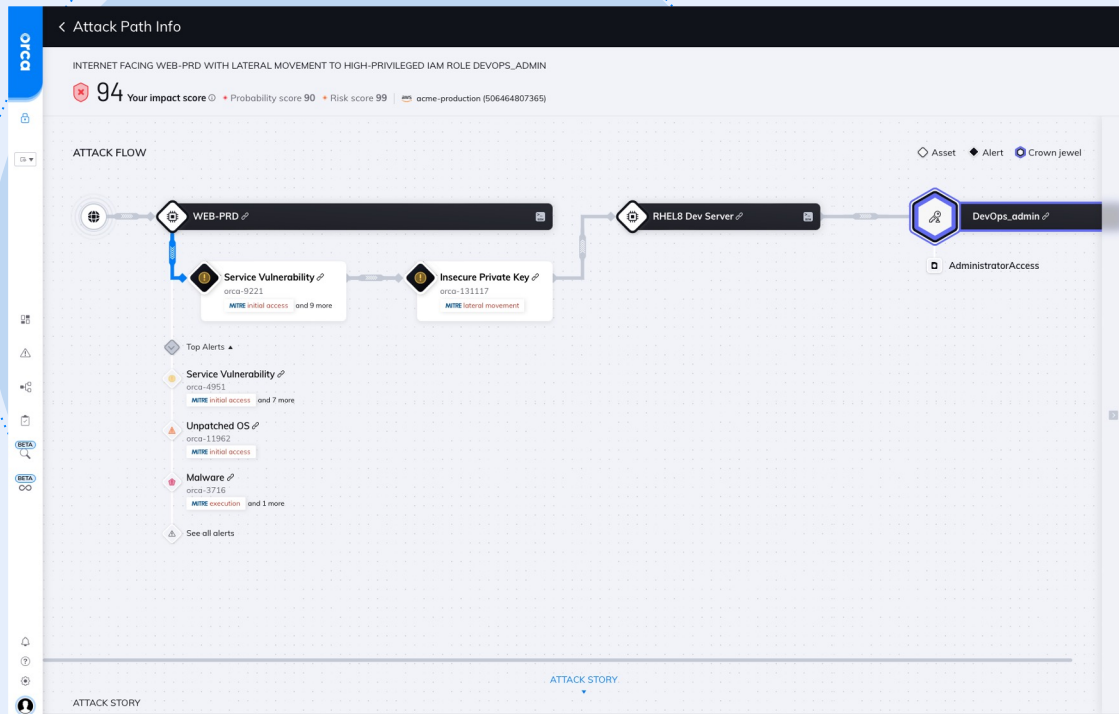 orca
Attack Path Info
INTERNET FACING WEB-PRD WITH LATERAL MOVEMENT TO HIGH-PRIVILEGED IAM ROLE DEVOPS_ADMIN
94 Your impact score Probability score 90 Risk score 99 aws acme-production (506464807365)
ATTACK FLOW
Asset Alert Crown jewel
WEB-PRD
RHEL8 Dev Server
DevOps_admin
AdministratorAccess
Service Vulnerability
orca-9221
MITRE initial access and 9 more
Insecure Private Key
orca-131117
MITRE lateral movement
Top Alerts
Service Vulnerability
orca-4951
MITRE initial access and 7 more
Unpatched OS
orca-11962
MITRE initial access
Malware
orca-3716
MITRE execution and 1 more
See all alerts
BETA
BETA
ATTACK STORY
ATTACK STORY